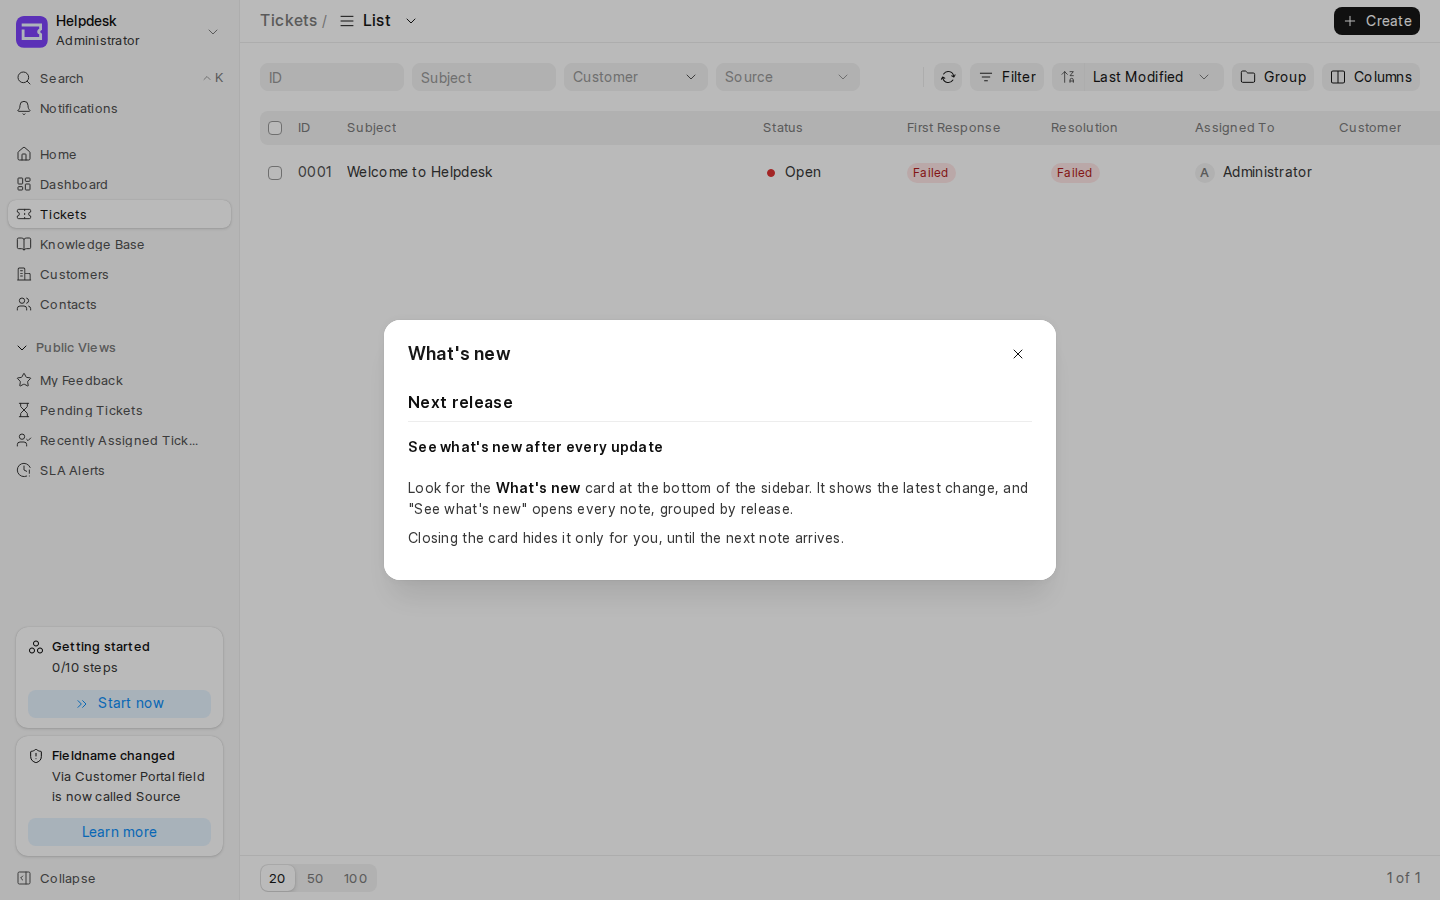 Helpdesk
Administrator
Search
K
Notifications
Home
Dashboard
Tickets
Knowledge Base
Customers
Contacts
Public Views
My Feedback
Pending Tickets
Recently Assigned Tick...
SLA Alerts
Getting started
0/10 steps
Start now
Fieldname changed
Via Customer Portal field
is now called Source
Learn more
Collapse
Tickets / List
Create
ID
Subject
Customer
Source
Filter
Last Modified
Group
Columns
ID Subject Status First Response Resolution Assigned To Customer
0001 Welcome to Helpdesk Open Failed Failed A Administrator
What's new
Next release
See what's new after every update
Look for the What's new card at the bottom of the sidebar. It shows the latest change, and
"See what's new" opens every note, grouped by release.
Closing the card hides it only for you, until the next note arrives.
20 50 100
1 of 1